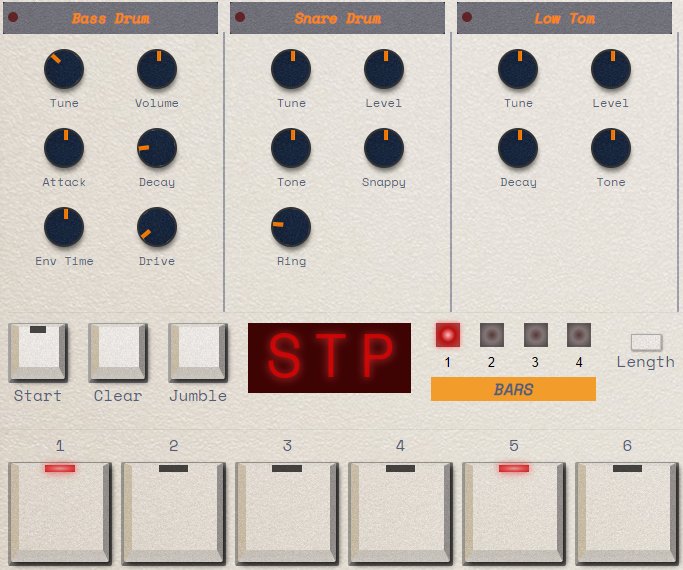 Bass Drum Snare Drum Low Tom
Tune Volume Tune Level Tune Level
Attack Decay Tone Snappy Decay Tone
Env Time Drive Ring
STP
1 2 3 4
Start Clear Jumble BARS Length
1 2 3 4 5 6